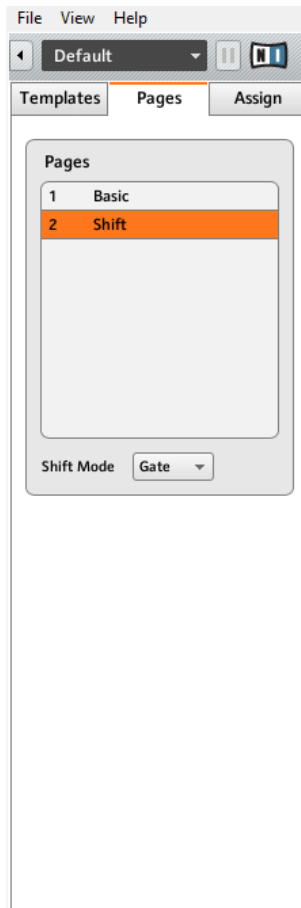 File View Help
Default
NI
Templates Pages Assign
Pages
1 Basic
2 Shift
Shift Mode Gate